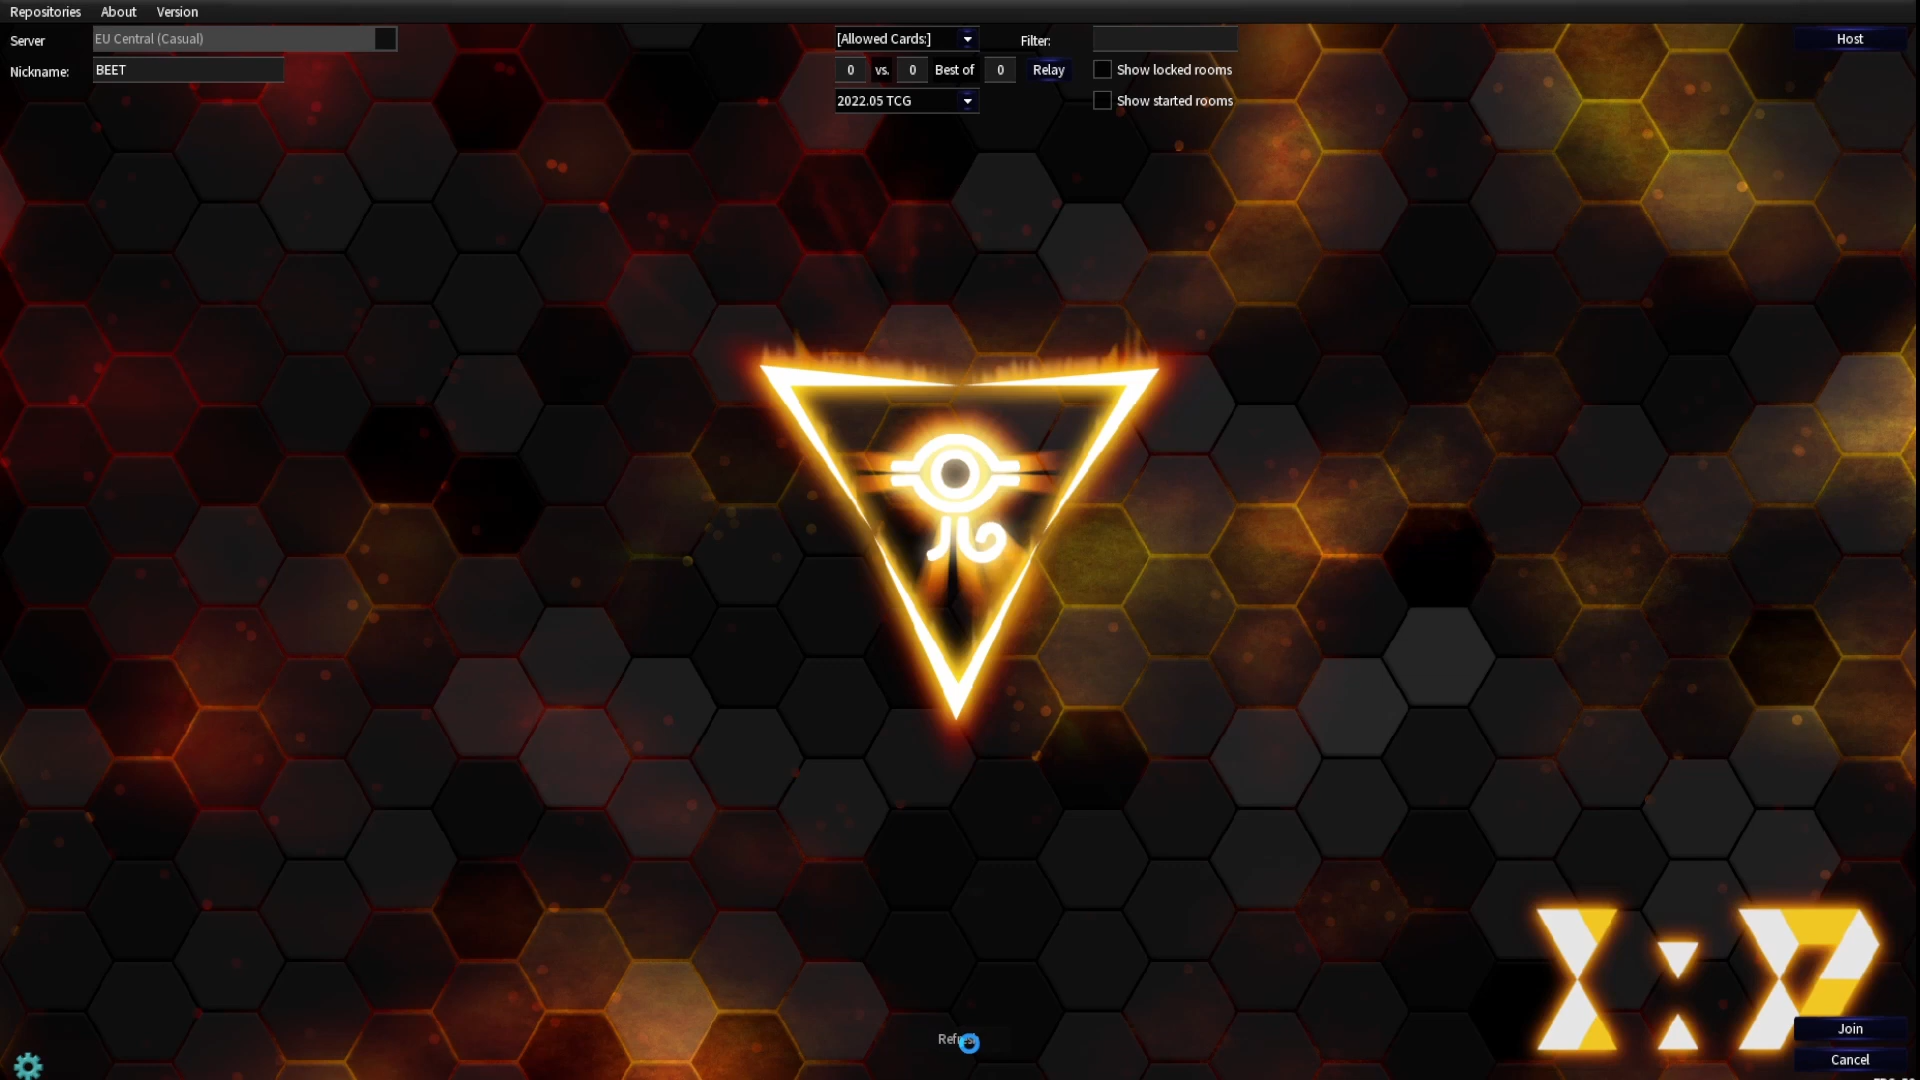 Repositories About Version
Server EU Central (Casual) [Allowed Cards:] Filter: Host
Nickname: BEET 0 vs. 0 Best of 0 Relay Show locked rooms
2022.05 TCG Show started rooms
X:P
Join
Cancel